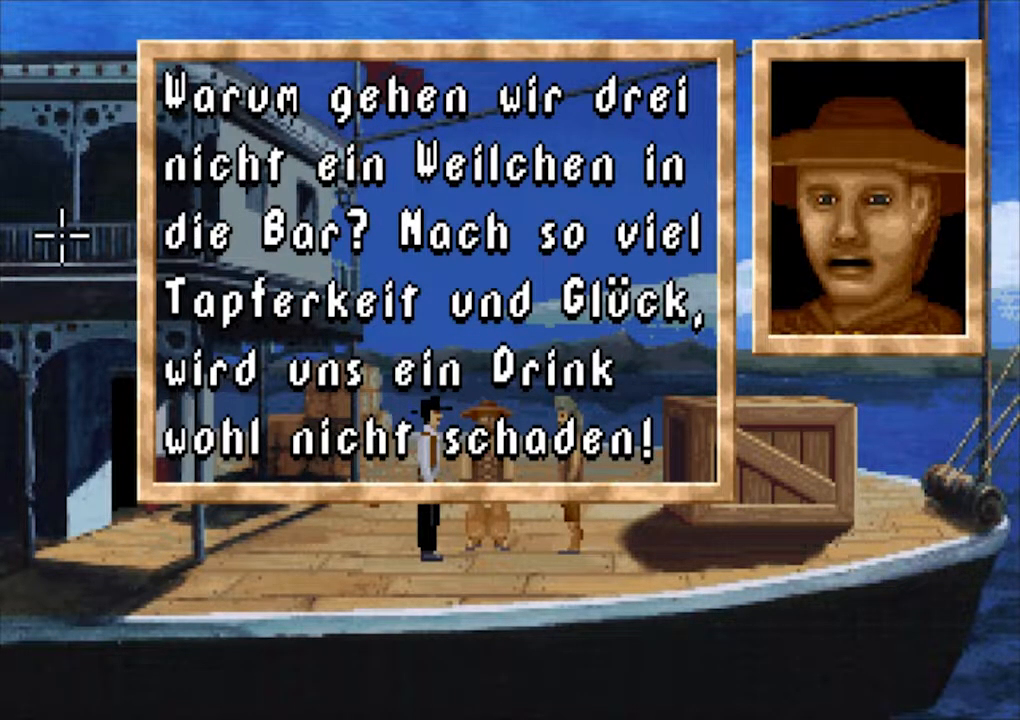 Warum gehen wir drei
nicht ein Weilchen in
die Bar? Nach so viel
Tapferkeit und Glück,
wird uns ein Drink
wohl nicht schaden!